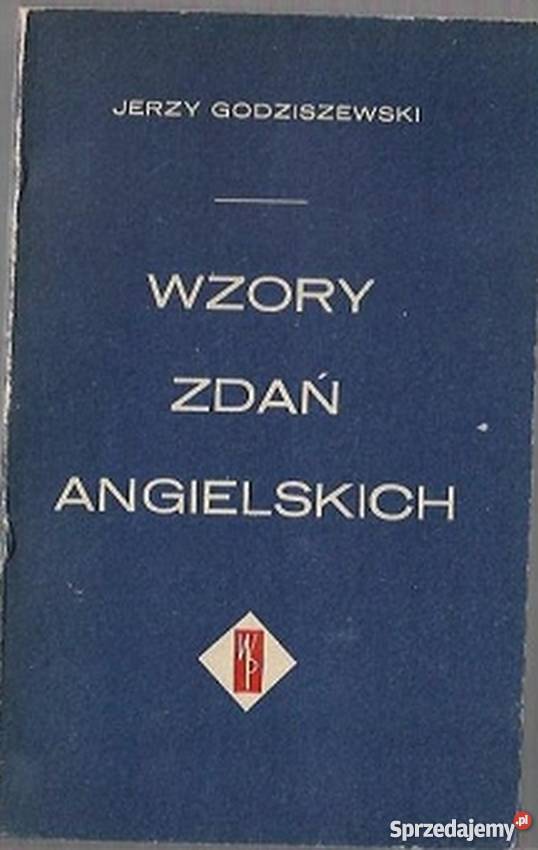 JERZY GODZISZEWSKI
WZORY
ZDAŃ
ANGIELSKICH
WP
Sprzedajemy.pl